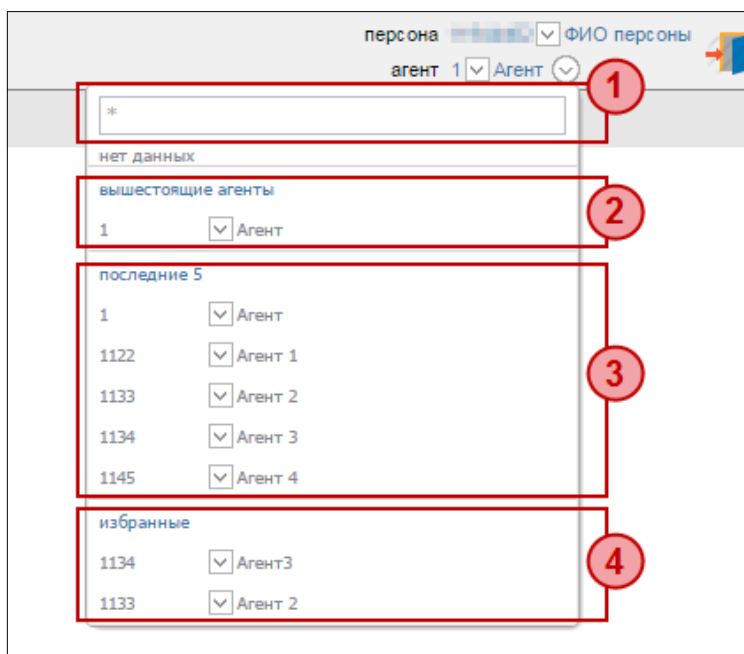 персона ФИО персоны
агент 1 Агент
1
*
нет данных
вышестоящие агенты
2
1 Агент
последние 5
1 Агент
1122 Агент 1
3
1133 Агент 2
1134 Агент 3
1145 Агент 4
избранные
1134 Агент3
4
1133 Агент 2